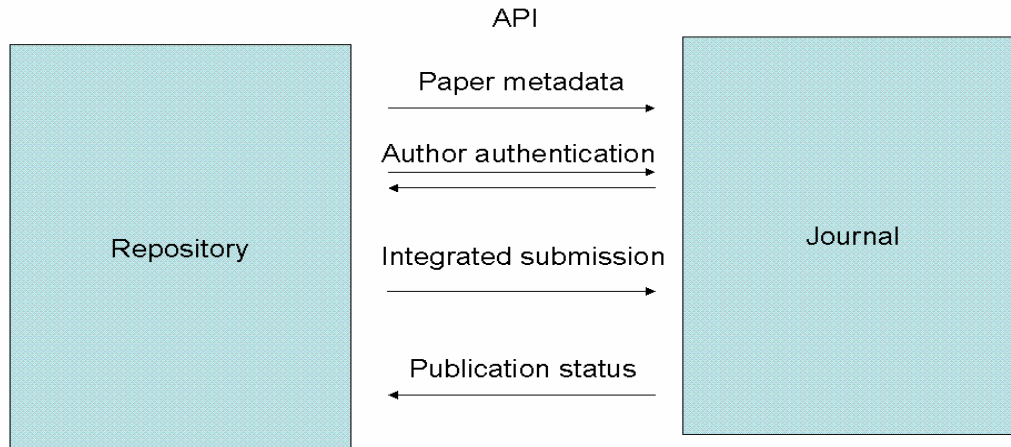 API
Paper metadata
Author authentication
Repository
Journal
Integrated submission
Publication status